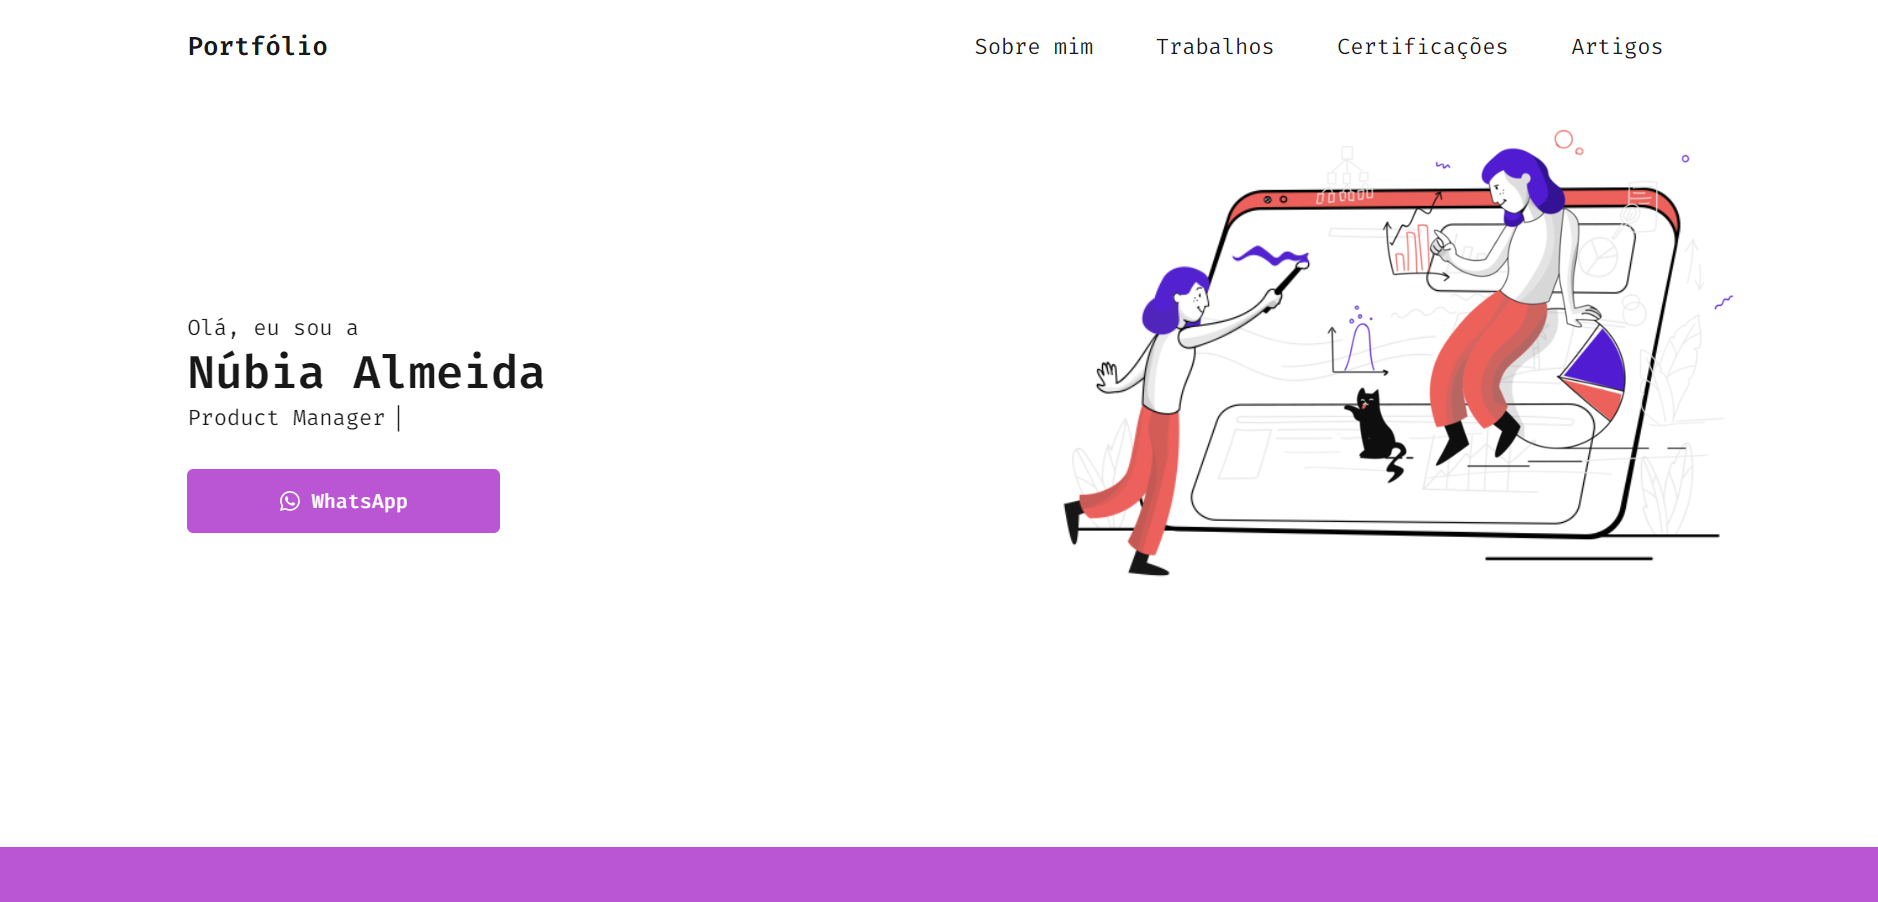 Portfólio
Sobre mim
Trabalhos
Certificações
Artigos
Olá, eu sou a
Núbia Almeida
Product Manager |
WhatsApp